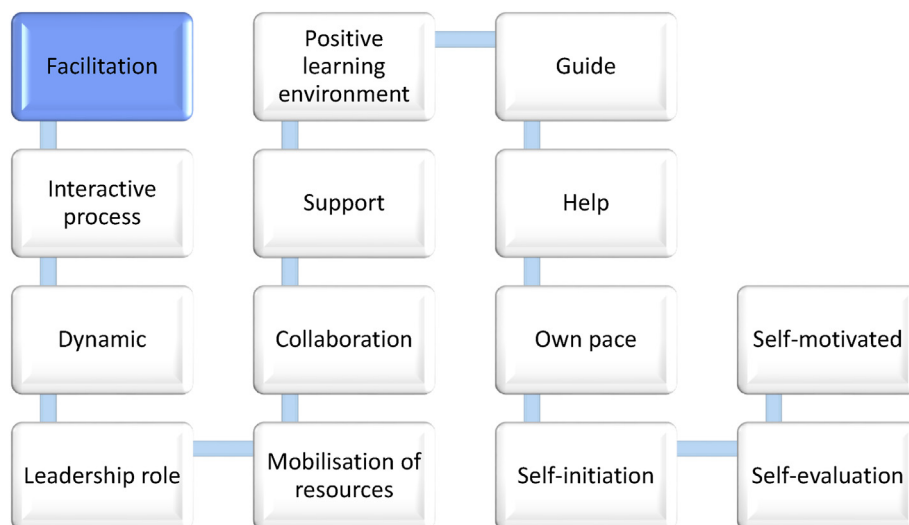 Facilitation
Interactive
process
Dynamic
Leadership role
Mobilisation of
resources
Collaboration
Support
Positive
learning
environment
Guide
Help
Own pace
Self-initiation
Self-evaluation
Self-motivated